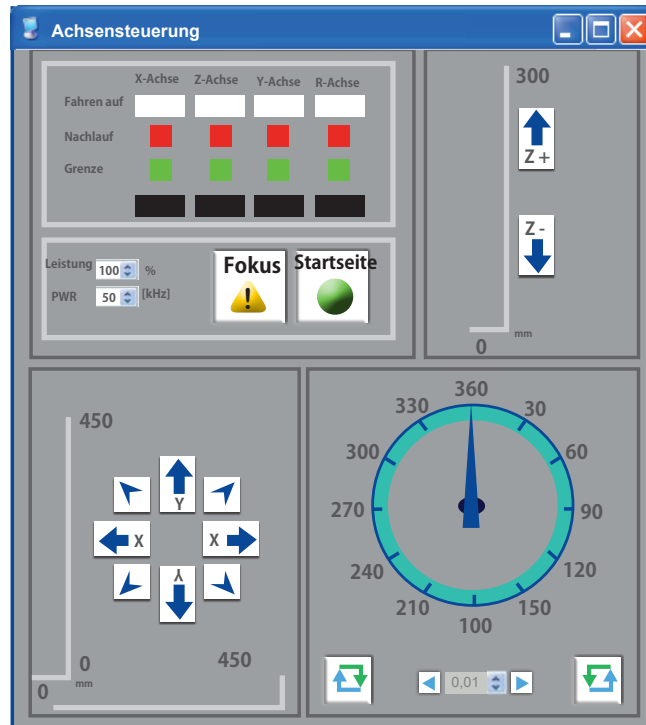 Achsensteuerung
X-Achse Z-Achse Y-Achse R-Achse
Fahren auf
Nachlauf
Grenze
Leistung 100 %
PWR 50 [kHz]
Fokus
Startseite
300
Z +
Z -
0 mm
450
Y
X X
Y
0
mm
0
450
360
330 30
300 60
270 90
240 120
210 150
100
0,01